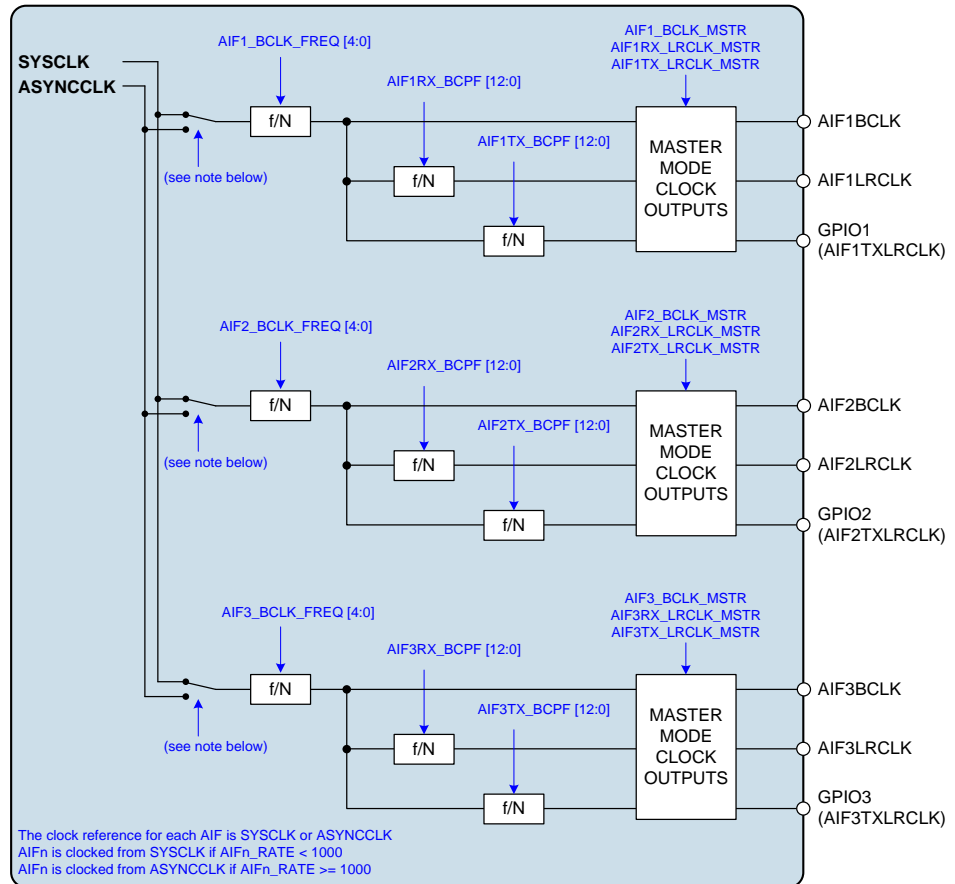 AIF1_BCLK_FREQ [4:0]
AIF1_BCLK_MSTR
AIF1RX_LRCLK_MSTR
AIF1TX_LRCLK_MSTR
SYSCLK
ASYNCCLK
AIF1RX_BCPF [12:0]
f/N
AIF1TX_BCPF [12:0]
(see note below)
f/N
f/N
MASTER
MODE
CLOCK
OUTPUTS
AIF1BCLK
AIF1LRCLK
GPIO1
(AIF1TXLRCLK)
AIF2_BCLK_FREQ [4:0]
AIF2_BCLK_MSTR
AIF2RX_LRCLK_MSTR
AIF2TX_LRCLK_MSTR
AIF2RX_BCPF [12:0]
f/N
AIF2TX_BCPF [12:0]
(see note below)
f/N
f/N
MASTER
MODE
CLOCK
OUTPUTS
AIF2BCLK
AIF2LRCLK
GPIO2
(AIF2TXLRCLK)
AIF3_BCLK_FREQ [4:0]
AIF3_BCLK_MSTR
AIF3RX_LRCLK_MSTR
AIF3TX_LRCLK_MSTR
AIF3RX_BCPF [12:0]
f/N
AIF3TX_BCPF [12:0]
(see note below)
f/N
f/N
MASTER
MODE
CLOCK
OUTPUTS
AIF3BCLK
AIF3LRCLK
GPIO3
(AIF3TXLRCLK)
The clock reference for each AIF is SYSCLK or ASYNCCLK
AIFn is clocked from SYSCLK if AIFn_RATE < 1000
AIFn is clocked from ASYNCCLK if AIFn_RATE >= 1000